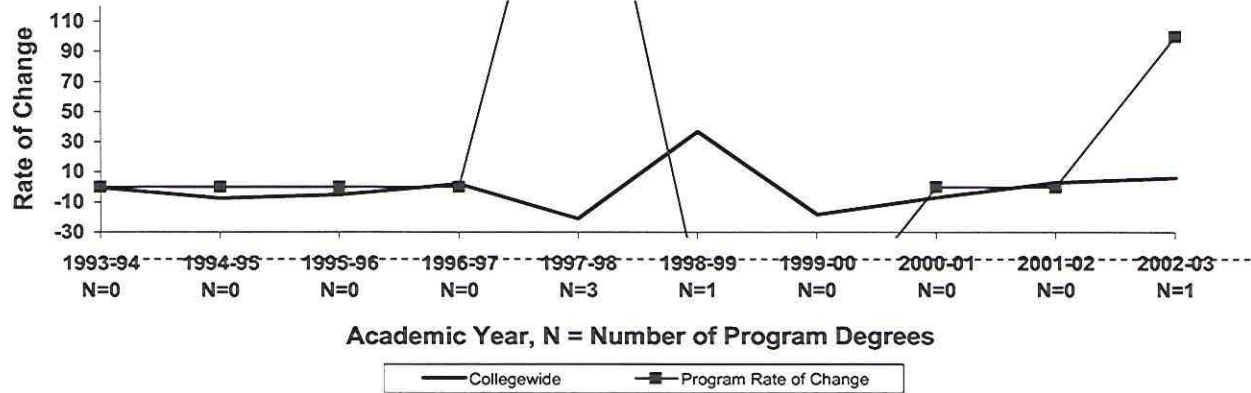 110
90
70
50
30
10
-10
-30
Rate of Change
1993-94 1994-95 1995-96 1996-97 1997-98 1998-99 1999-00 2000-01 2001-02 2002-03
N=0 N=0 N=0 N=0 N=3 N=1 N=0 N=0 N=0 N=1
Academic Year, N = Number of Program Degrees
Collegewide Program Rate of Change